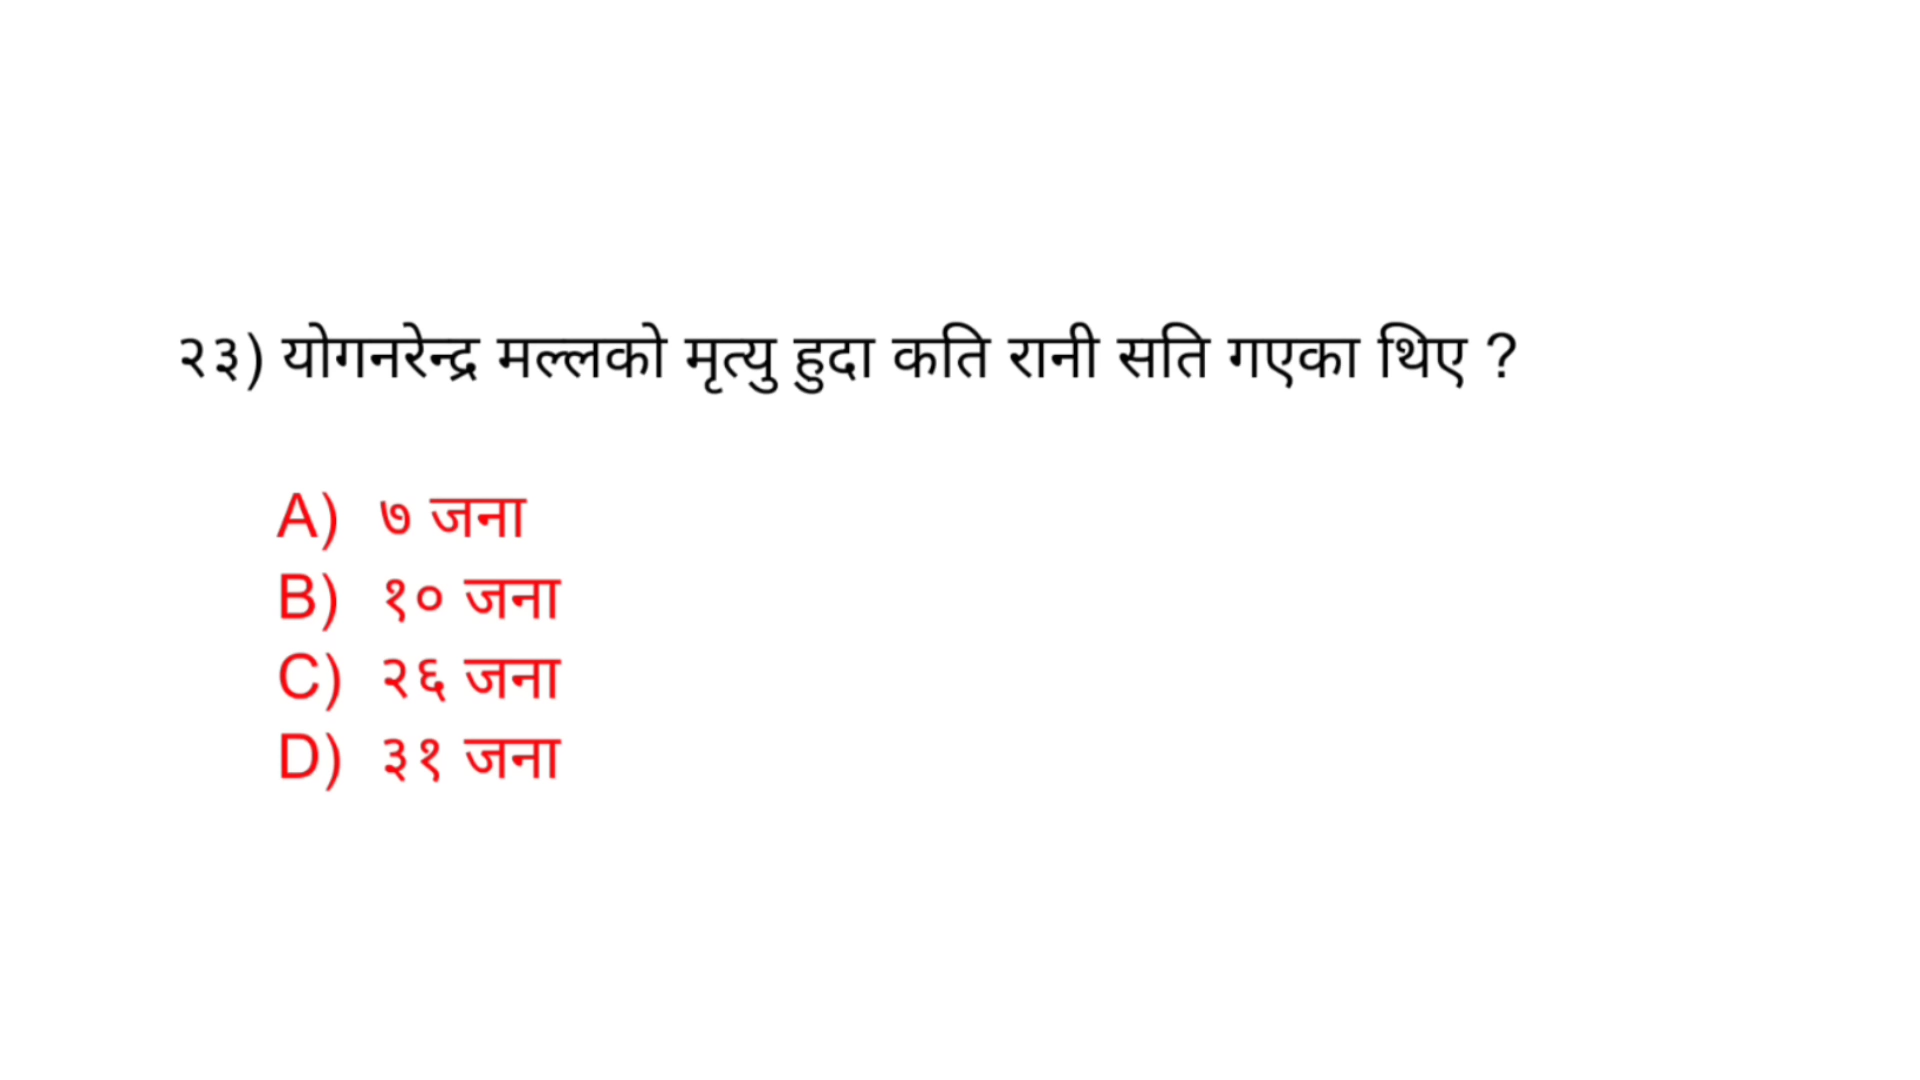 २३) योगनरेन्द्र मल्लको मृत्यु हुदा कति रानी सति गएका थिए ?
A) ७ जना
B) १० जना
C) २६ जना
D) ३१ जना